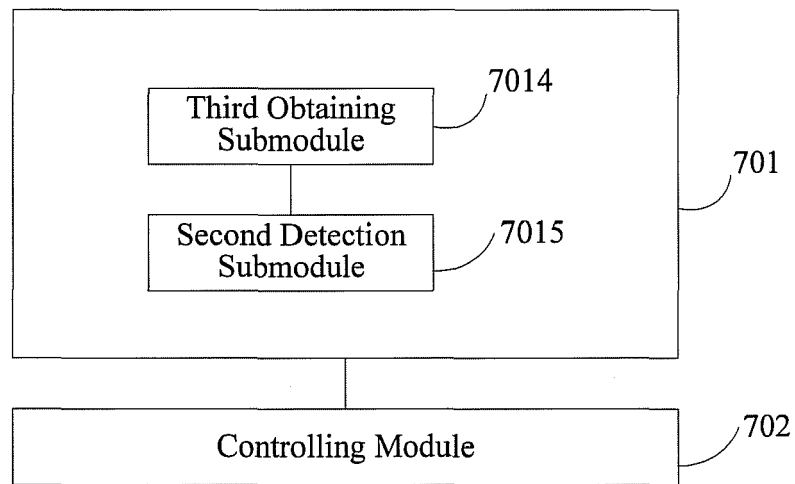 Third Obtaining
Submodule
7014
701
Second Detection
Submodule
7015
Controlling Module
702